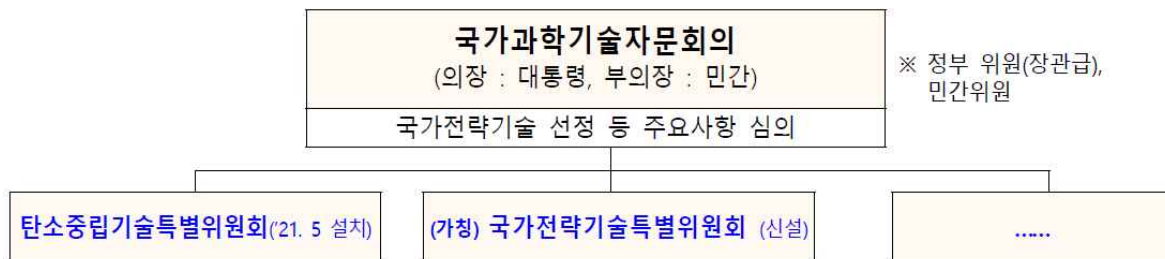 국가과학기술자문회의
(의장 : 대통령, 부의장 : 민간)
※ 정부 위원(장관급),
민간위원
국가전략기술 선정 등 주요사항 심의
탄소중립기술특별위원회('21. 5 설치)
(가칭) 국가전략기술특별위원회 (신설)
……